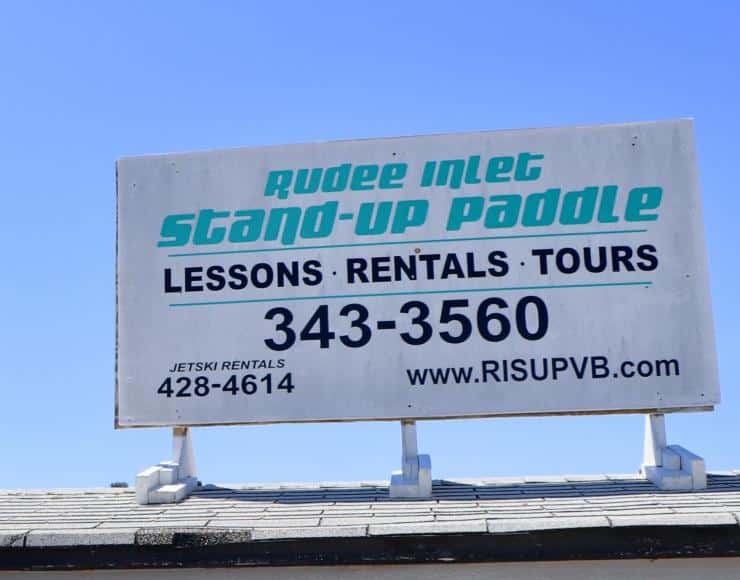 Rudee Inlet
Stand-Up Paddle
LESSONS · RENTALS · TOURS
343-3560
JETSKI RENTALS
428-4614
www.RISUPVB.com